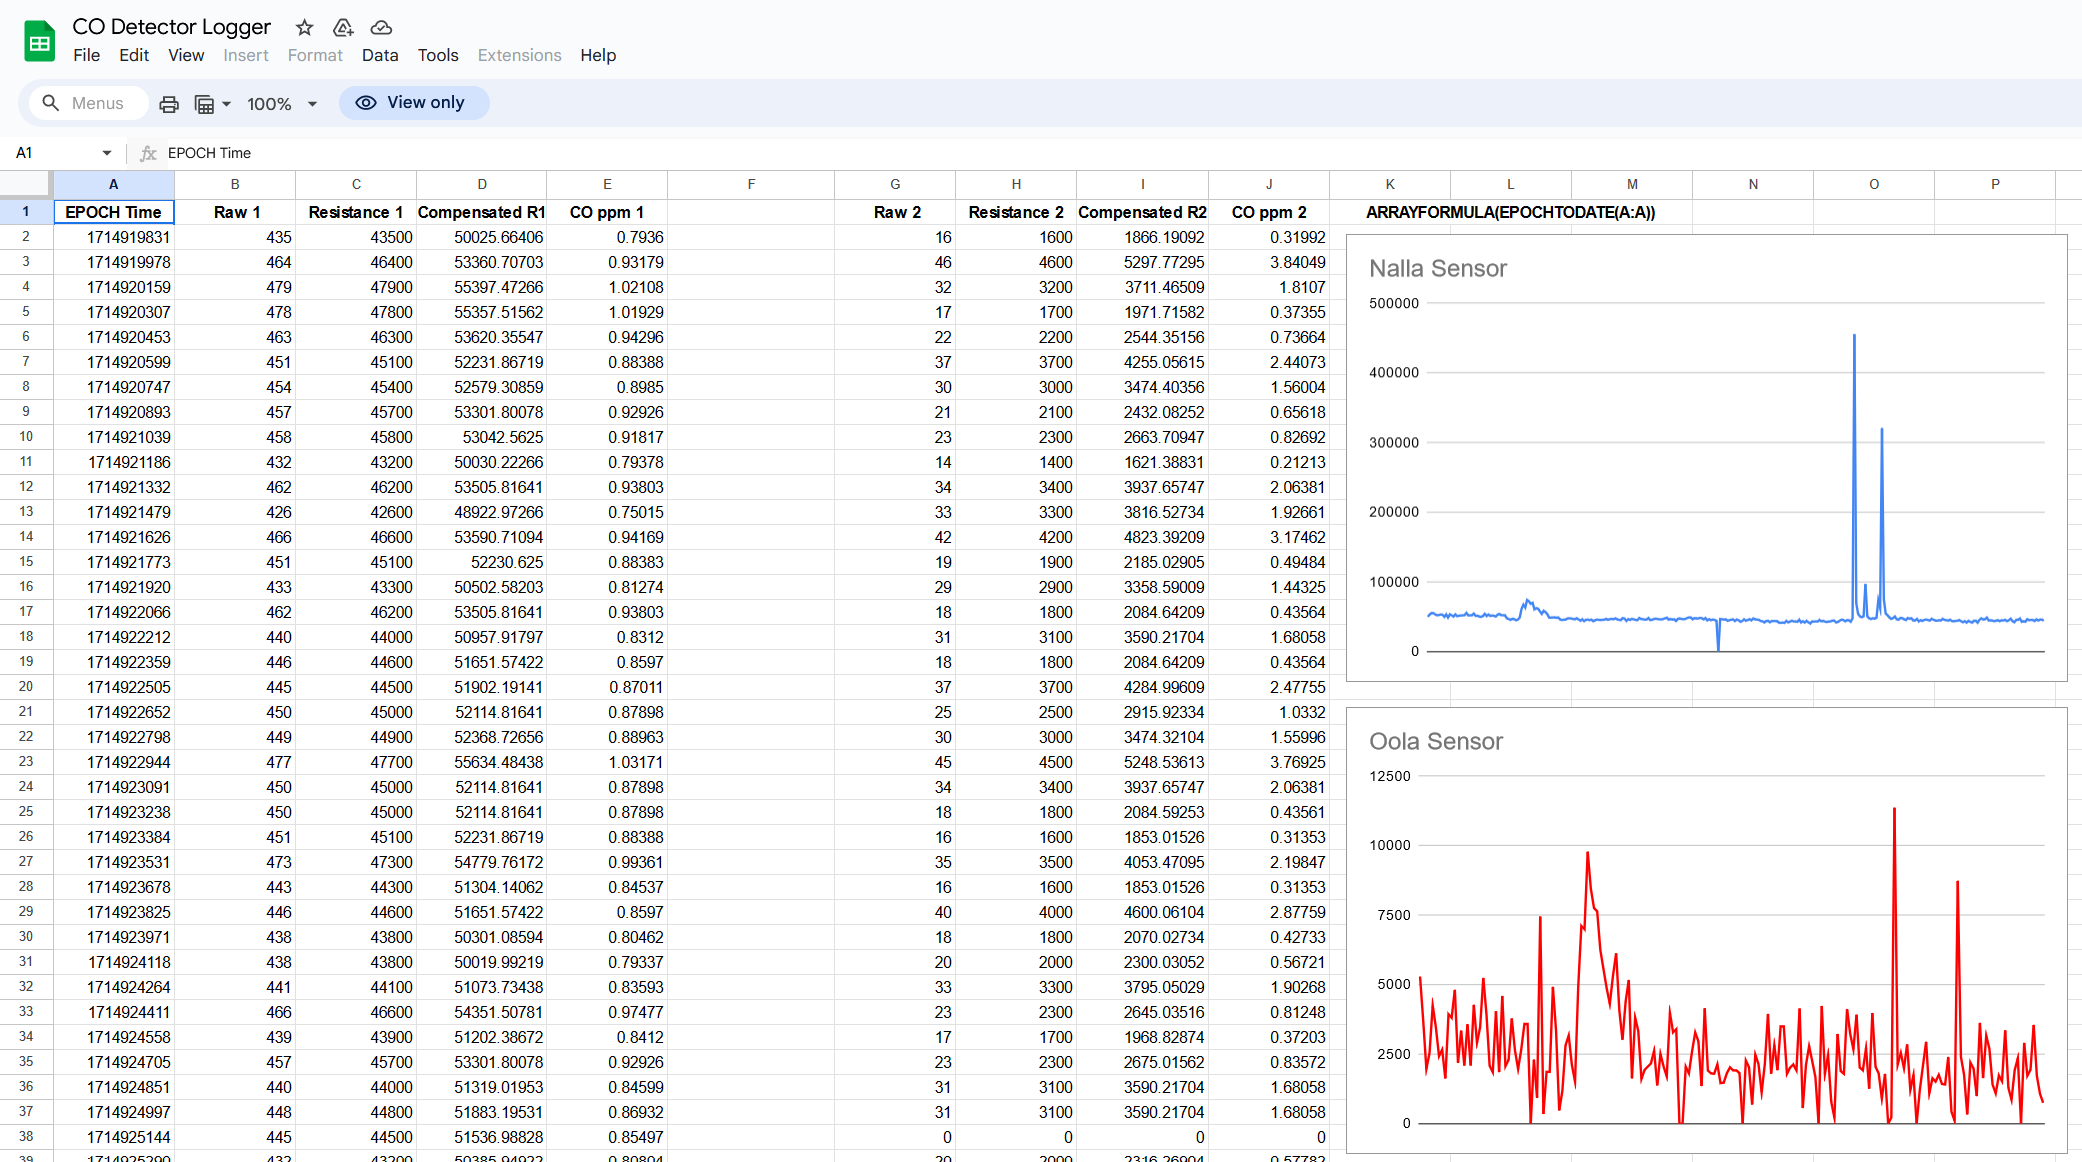 CO Detector Logger
File Edit View Insert Format Data Tools Extensions Help
Menus 100% View only
A1 fx EPOCH Time
A B C D E F G H I J K L M N O P
1 EPOCH Time Raw 1 Resistance 1 Compensated R1 CO ppm 1 Raw 2 Resistance 2 Compensated R2 CO ppm 2 ARRAYFORMULA(EPOCHTODATE(A:A))
2 1714919831 435 43500 50025.66406 0.7936 16 1600 1866.19092 0.31992
3 1714919978 464 46400 53360.70703 0.93179 46 4600 5297.77295 3.84049
4 1714920159 479 47900 55397.47266 1.02108 32 3200 3711.46509 1.8107
5 1714920307 478 47800 55357.51562 1.01929 17 1700 1971.71582 0.37355
6 1714920453 463 46300 53620.35547 0.94296 22 2200 2544.35156 0.73664
7 1714920599 451 45100 52231.86719 0.88388 37 3700 4255.05615 2.44073
8 1714920747 454 45400 52579.30859 0.8985 30 3000 3474.40356 1.56004
9 1714920893 457 45700 53301.80078 0.92926 21 2100 2432.08252 0.65618
10 1714921039 458 45800 53042.5625 0.91817 23 2300 2663.70947 0.82692
11 1714921186 432 43200 50030.22266 0.79378 14 1400 1621.38831 0.21213
12 1714921332 462 46200 53505.81641 0.93803 34 3400 3937.65747 2.06381
13 1714921479 426 42600 48922.97266 0.75015 33 3300 3816.52734 1.92661
14 1714921626 466 46600 53590.71094 0.94169 42 4200 4823.39209 3.17462
15 1714921773 451 45100 52230.625 0.88383 19 1900 2185.02905 0.49484
16 1714921920 433 43300 50502.58203 0.81274 29 2900 3358.59009 1.44325
17 1714922066 462 46200 53505.81641 0.93803 18 1800 2084.64209 0.43564
18 1714922212 440 44000 50957.91797 0.8312 31 3100 3590.21704 1.68058
19 1714922359 446 44600 51651.57422 0.8597 18 1800 2084.64209 0.43564
20 1714922505 445 44500 51902.19141 0.87011 37 3700 4284.99609 2.47755
21 1714922652 450 45000 52114.81641 0.87898 25 2500 2915.92334 1.0332
22 1714922798 449 44900 52368.72656 0.88963 30 3000 3474.32104 1.55996
23 1714922944 477 47700 55634.48438 1.03171 45 4500 5248.53613 3.76925
24 1714923091 450 45000 52114.81641 0.87898 34 3400 3937.65747 2.06381
25 1714923238 450 45000 52114.81641 0.87898 18 1800 2084.59253 0.43561
26 1714923384 451 45100 52231.86719 0.88388 16 1600 1853.01526 0.31353
27 1714923531 473 47300 54779.76172 0.99361 35 3500 4053.47095 2.19847
28 1714923678 443 44300 51304.14062 0.84537 16 1600 1853.01526 0.31353
29 1714923825 446 44600 51651.57422 0.8597 40 4000 4600.06104 2.87759
30 1714923971 438 43800 50301.08594 0.80462 18 1800 2070.02734 0.42733
31 1714924118 438 43800 50019.99219 0.79337 20 2000 2300.03052 0.56721
32 1714924264 441 44100 51073.73438 0.83593 33 3300 3795.05029 1.90268
33 1714924411 466 46600 54351.50781 0.97477 23 2300 2645.03516 0.81248
34 1714924558 439 43900 51202.38672 0.8412 17 1700 1968.82874 0.37203
35 1714924705 457 45700 53301.80078 0.92926 23 2300 2675.01562 0.83572
36 1714924851 440 44000 51319.01953 0.84599 31 3100 3590.21704 1.68058
37 1714924997 448 44800 51883.19531 0.86932 31 3100 3590.21704 1.68058
38 1714925144 445 44500 51536.98828 0.85497 0 0 0 0
39 1714925290 432 43200 50385.94922 0.80804 20 2000 2316.26904 0.57782
Nalla Sensor
500000
400000
300000
200000
100000
0
Oola Sensor
12500
10000
7500
5000
2500
0